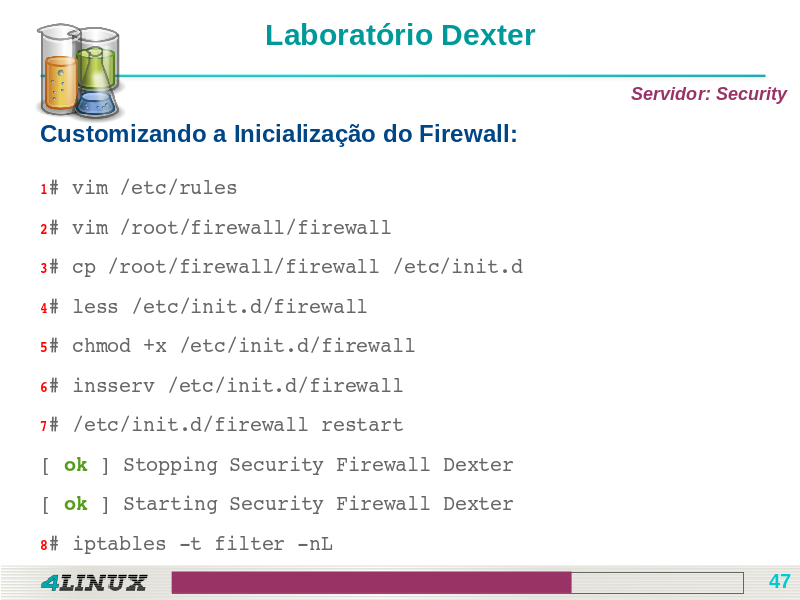 Laboratório Dexter
Servidor: Security
Customizando a Inicialização do Firewall:
1# vim /etc/rules
2# vim /root/firewall/firewall
3# cp /root/firewall/firewall /etc/init.d
4# less /etc/init.d/firewall
5# chmod +x /etc/init.d/firewall
6# insserv /etc/init.d/firewall
7# /etc/init.d/firewall restart
[ ok ] Stopping Security Firewall Dexter
[ ok ] Starting Security Firewall Dexter
8# iptables -t filter -nL
4LINUX
47